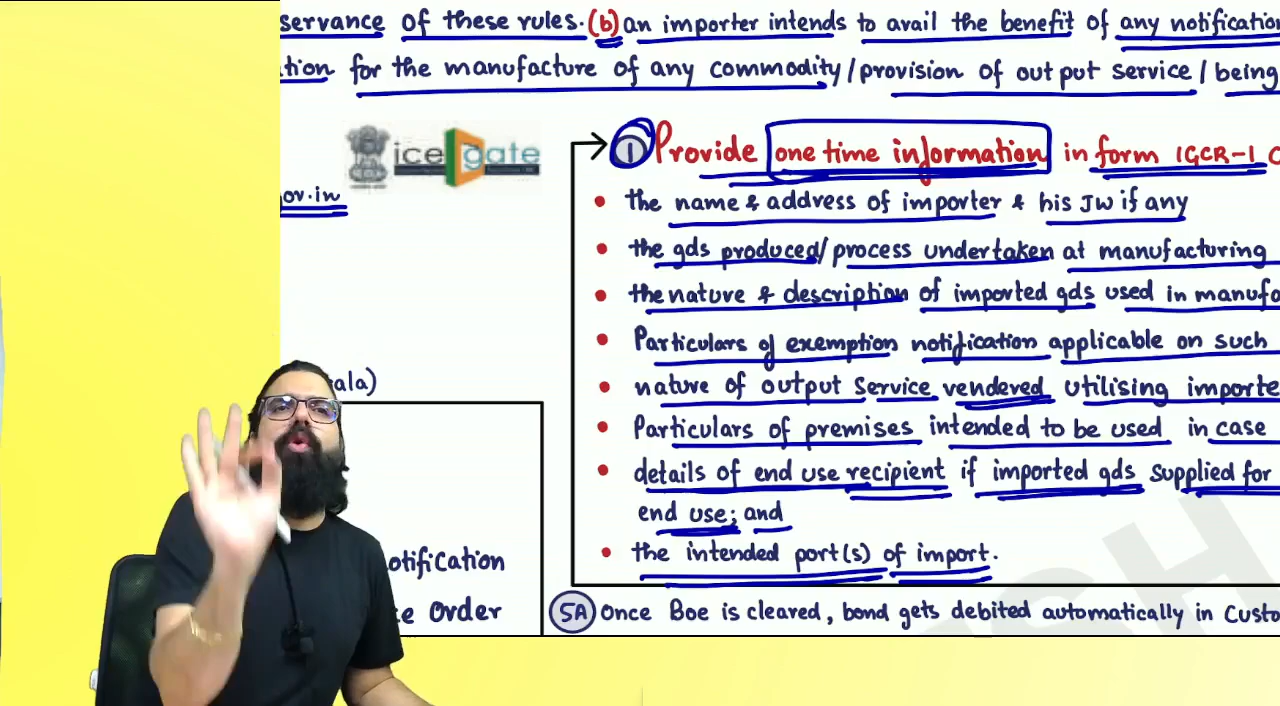 servance of these rules. (b) an importer intends to avail the benefit of any notificatio
tion for the manufacture of any commodity/provision of output service/being
ice gate
ov.in
1 Provide one time information in form IGCR-1
the name & address of importer & his JW if any
the gds produced/process undertaken at manufacturing
the nature & description of imported gds used in manufa
Particulars of exemption notification applicable on such
nature of output service vendered utilising importe
Particulars of premises intended to be used in case
details of end use recipient if imported gds supplied for
end use; and
the intended port(s) of import.
ala)
otification
e Order
5A Once Boe is cleared, bond gets debited automatically in Custo
SH